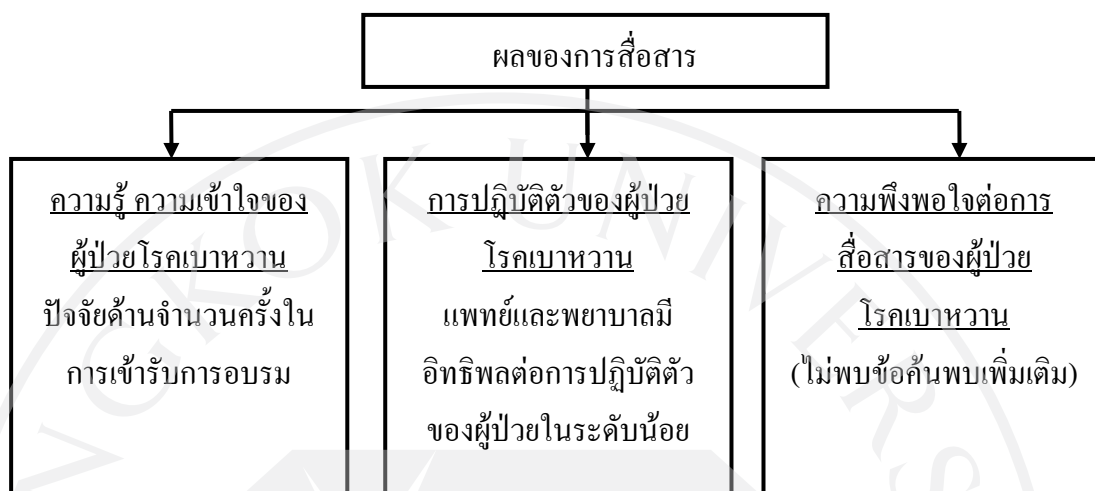 ผลของการสื่อสาร
ความรู้ ความเข้าใจของ
ผู้ป่วยโรคเบาหวาน
ปัจจัยด้านจำนวนครั้งใน
การเข้ารับการอบรม
การปฏิบัติตัวของผู้ป่วย
โรคเบาหวาน
แพทย์และพยาบาลมี
อิทธิพลต่อการปฏิบัติตัว
ของผู้ป่วยในระดับน้อย
ความพึงพอใจต่อการ
สื่อสารของผู้ป่วย
โรคเบาหวาน
(ไม่พบข้อค้นพบเพิ่มเติม)
GKOK UNIVERS